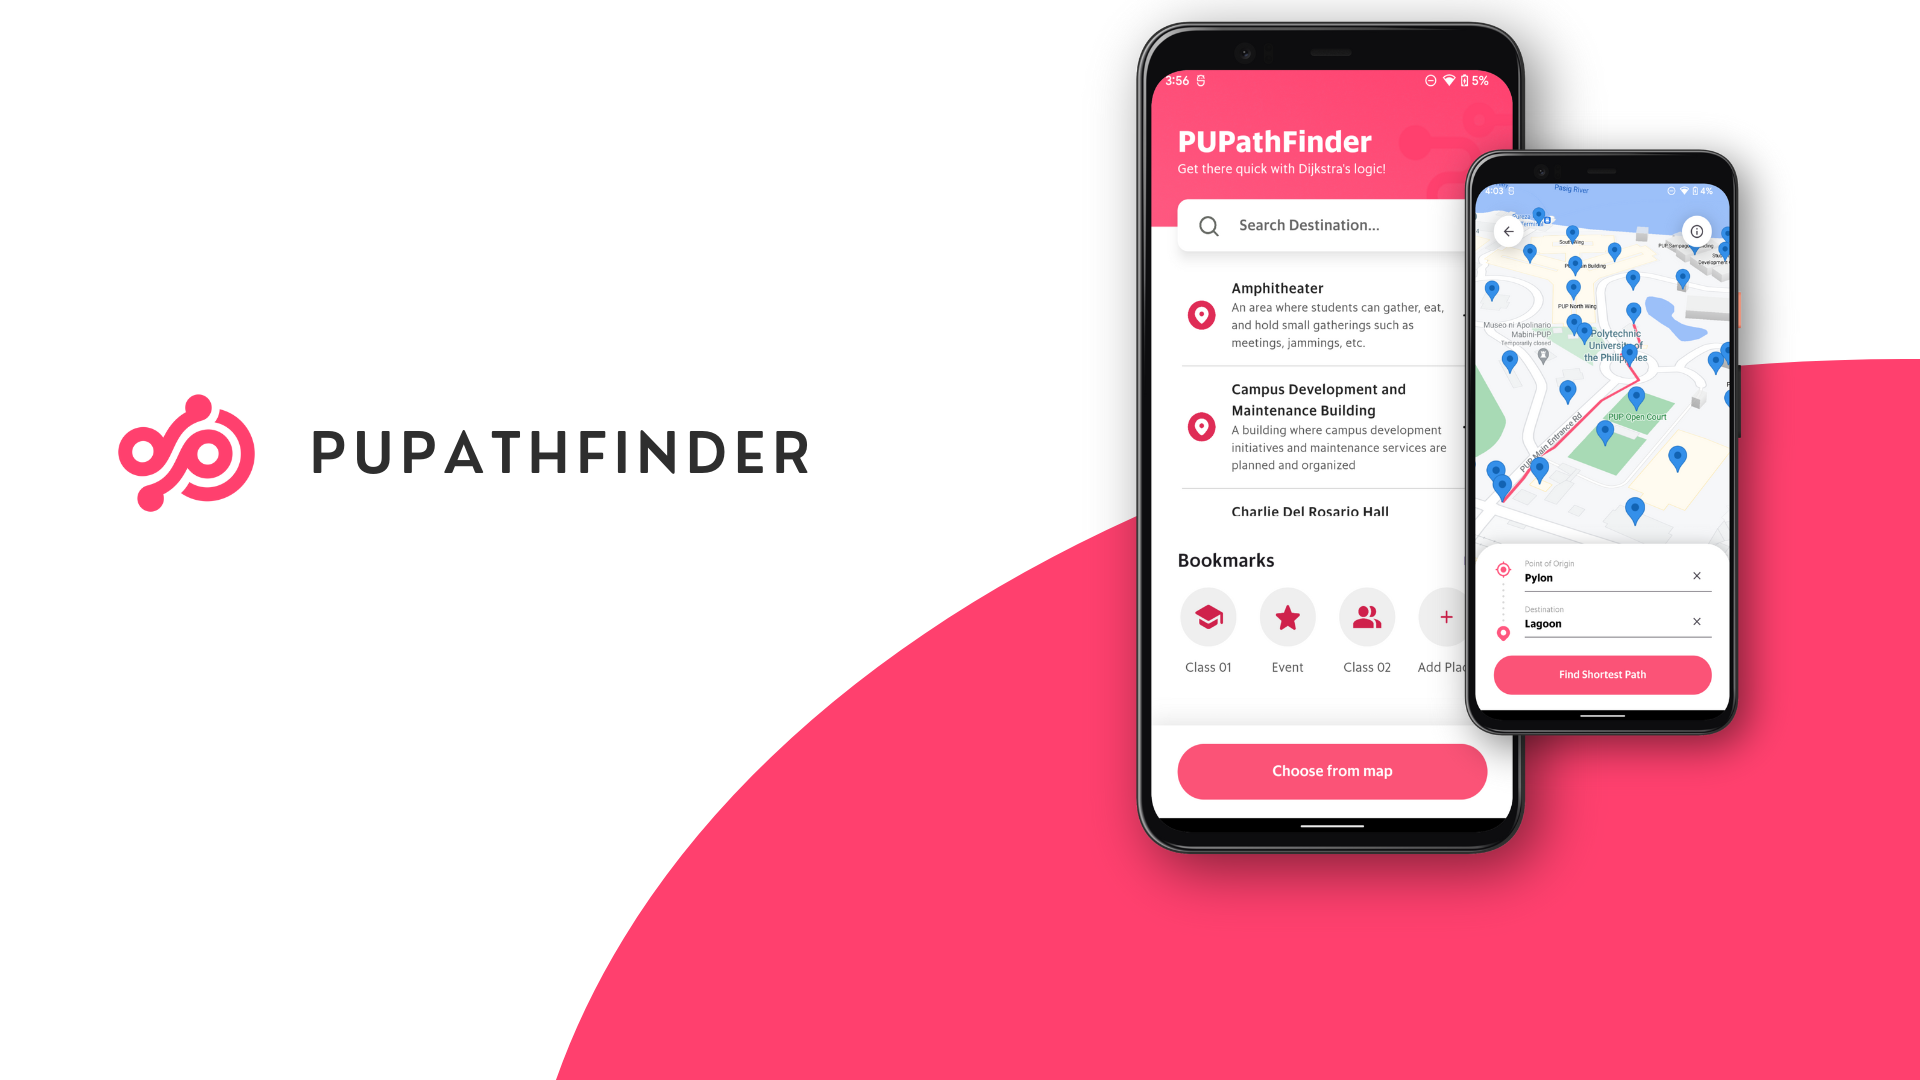 PUPATHFINDER
3:56
5%
PUPathFinder
Get there quick with Dijkstra's logic!
Search Destination...
Amphitheater
An area where students can gather, eat,
and hold small gatherings such as
meetings, jammings, etc.
Campus Development and
Maintenance Building
A building where campus development
initiatives and maintenance services are
planned and organized
Charlie Del Rosario Hall
Bookmarks
Class 01
Event
Class 02
Add Plac
Choose from map
4:03
4%
Pasig River
PUP North Wing
Museo ni Apolinario
Mabini-PUP
Temporarily closed
Polytechnic
University of
the Philippines
PUP Open Court
PUP Main Entrance Rd
Point of Origin
Pylon
Destination
Lagoon
Find Shortest Path